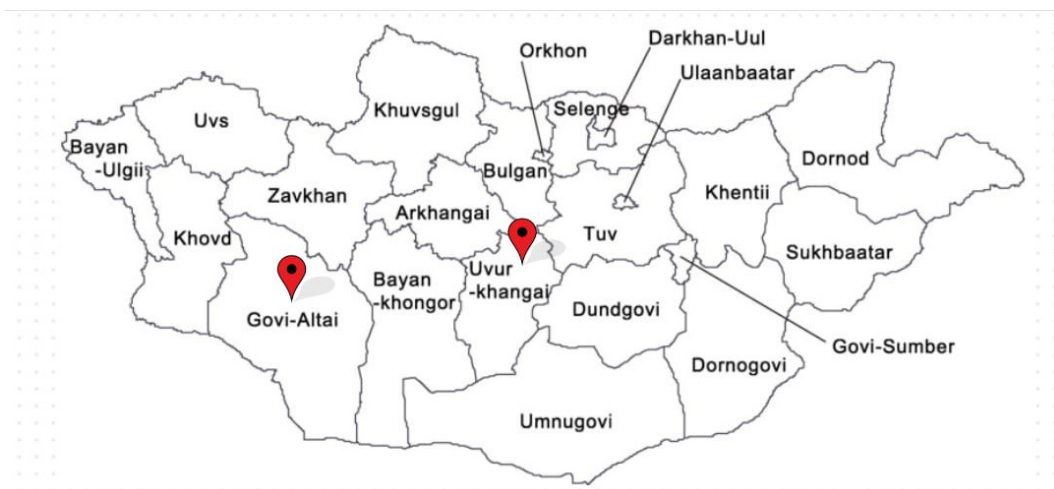 Orkhon
Darkhan-Uul
Ulaanbaatar
Khuvsgul
Selenge
Uvs
Bayan
-Ulgii
Bulgan
Dornod
Zavkhan
Khentii
Arkhangai
Khovd
Tuv
Sukhbaatar
Uvur
-khangai
Bayan
-khongor
Govi-Altai
Dundgovi
Govi-Sumber
Dornogovi
Umnugovi